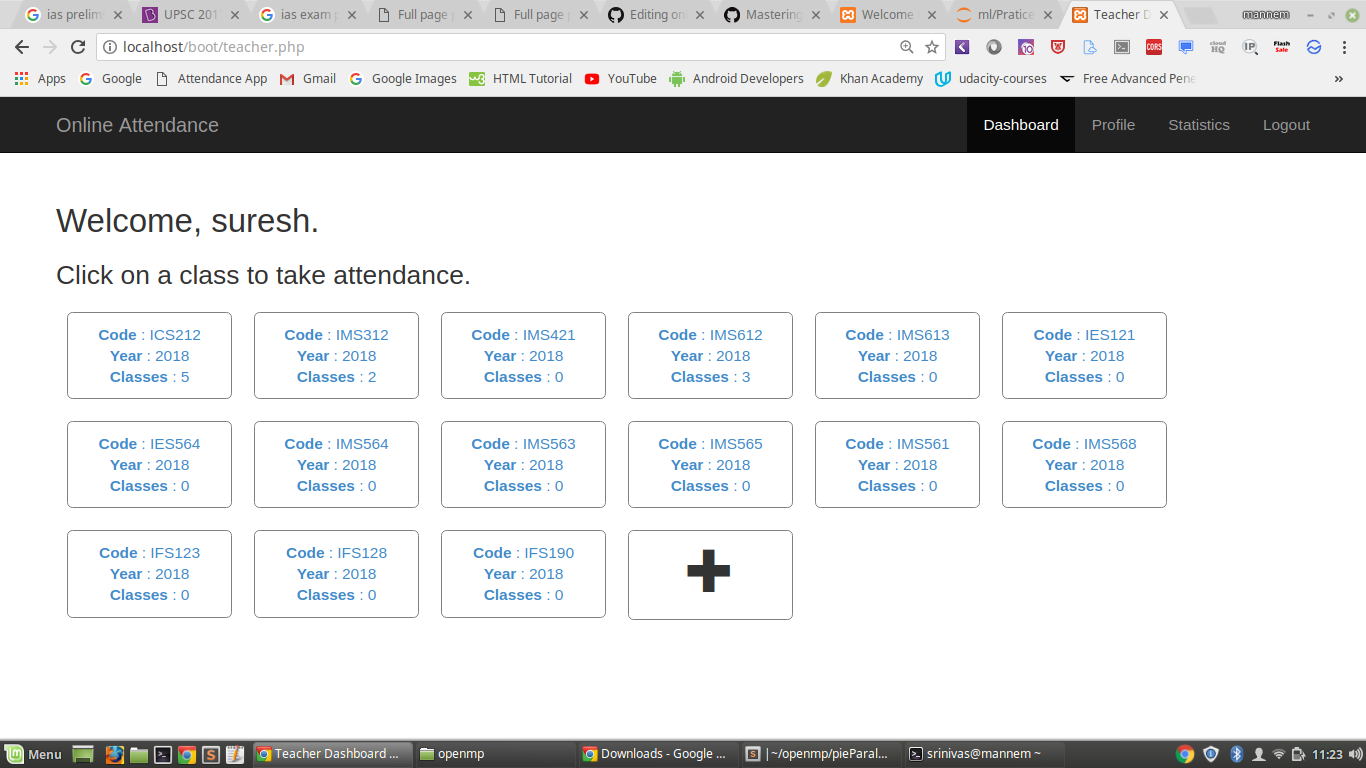 ias prelim
UPSC 201
ias exam p
Full page p
Full page p
Editing on
Mastering
Welcome
ml/Pratice
Teacher D
mannem
localhost/boot/teacher.php
10
CORS
cloud HQ
IP
Flash Sale
Apps
Google
Attendance App
Gmail
Google Images
HTML Tutorial
YouTube
Android Developers
Khan Academy
udacity-courses
Free Advanced Pene
»
Online Attendance
Dashboard
Profile
Statistics
Logout
Welcome, suresh.
Click on a class to take attendance.
Code : ICS212
Year : 2018
Classes : 5
Code : IMS312
Year : 2018
Classes : 2
Code : IMS421
Year : 2018
Classes : 0
Code : IMS612
Year : 2018
Classes : 3
Code : IMS613
Year : 2018
Classes : 0
Code : IES121
Year : 2018
Classes : 0
Code : IES564
Year : 2018
Classes : 0
Code : IMS564
Year : 2018
Classes : 0
Code : IMS563
Year : 2018
Classes : 0
Code : IMS565
Year : 2018
Classes : 0
Code : IMS561
Year : 2018
Classes : 0
Code : IMS568
Year : 2018
Classes : 0
Code : IFS123
Year : 2018
Classes : 0
Code : IFS128
Year : 2018
Classes : 0
Code : IFS190
Year : 2018
Classes : 0
Menu
Teacher Dashboard ...
openmp
Downloads - Google ...
|~/openmp/pieParal...
srinivas@mannem ~
11:23